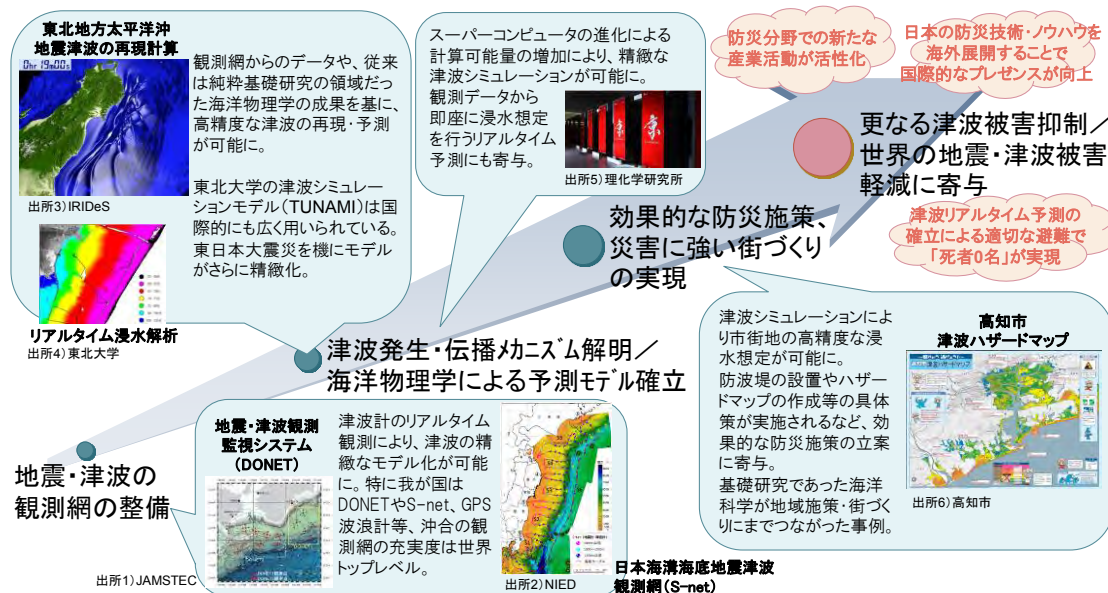 東北地方太平洋沖
地震津波の再現計算
0hr 19m00s
出所3)IRIDeS
観測網からのデータや、従来
は純粋基礎研究の領域だっ
た海洋物理学の成果を基に、
高精度な津波の再現・予測
が可能に。
東北大学の津波シミュレー
ションモデル(TUNAMI)は国
際的にも広く用いられている。
東日本大震災を機にモデル
がさらに精緻化。
リアルタイム浸水解析
出所4)東北大学
スーパーコンピュータの進化による
計算可能量の増加により、精緻な
津波シミュレーションが可能に。
観測データから
即座に浸水想定
を行うリアルタイム
予測にも寄与。
京
出所5)理化学研究所
防災分野での新たな
産業活動が活性化
日本の防災技術・ノウハウを
海外展開することで
国際的なプレゼンスが向上
更なる津波被害抑制/
世界の地震・津波被害
軽減に寄与
津波リアルタイム予測の
確立による適切な避難で
「死者0名」が実現
効果的な防災施策、
災害に強い街づくり
の実現
津波シミュレーションによ
り市街地の高精度な浸
水想定が可能に。
防波堤の設置やハザー
ドマップの作成等の具体
策が実施されるなど、効
果的な防災施策の立案
に寄与。
基礎研究であった海洋
科学が地域施策・街づく
りにまでつながった事例。
高知市
津波ハザードマップ
出所6)高知市
津波発生・伝播メカニズム解明/
海洋物理学による予測モデル確立
地震・津波の
観測網の整備
地震・津波観測
監視システム
(DONET)
出所1)JAMSTEC
津波計のリアルタイム
観測により、津波の精
緻なモデル化が可能
に。特に我が国は
DONETやS-net、GPS
波浪計等、沖合の観
測網の充実度は世界
トップレベル。
出所2)NIED
日本海溝海底地震津波
観測網(S-net)